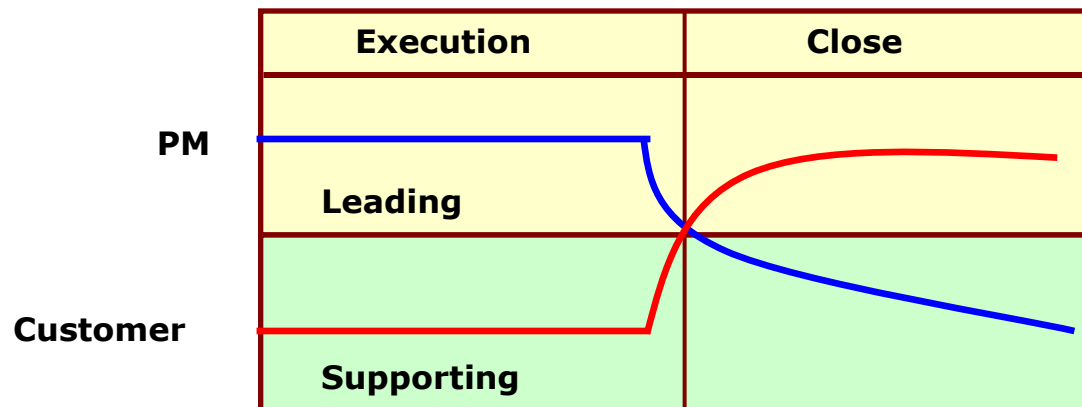 Execution
Close
PM
Leading
Customer
Supporting